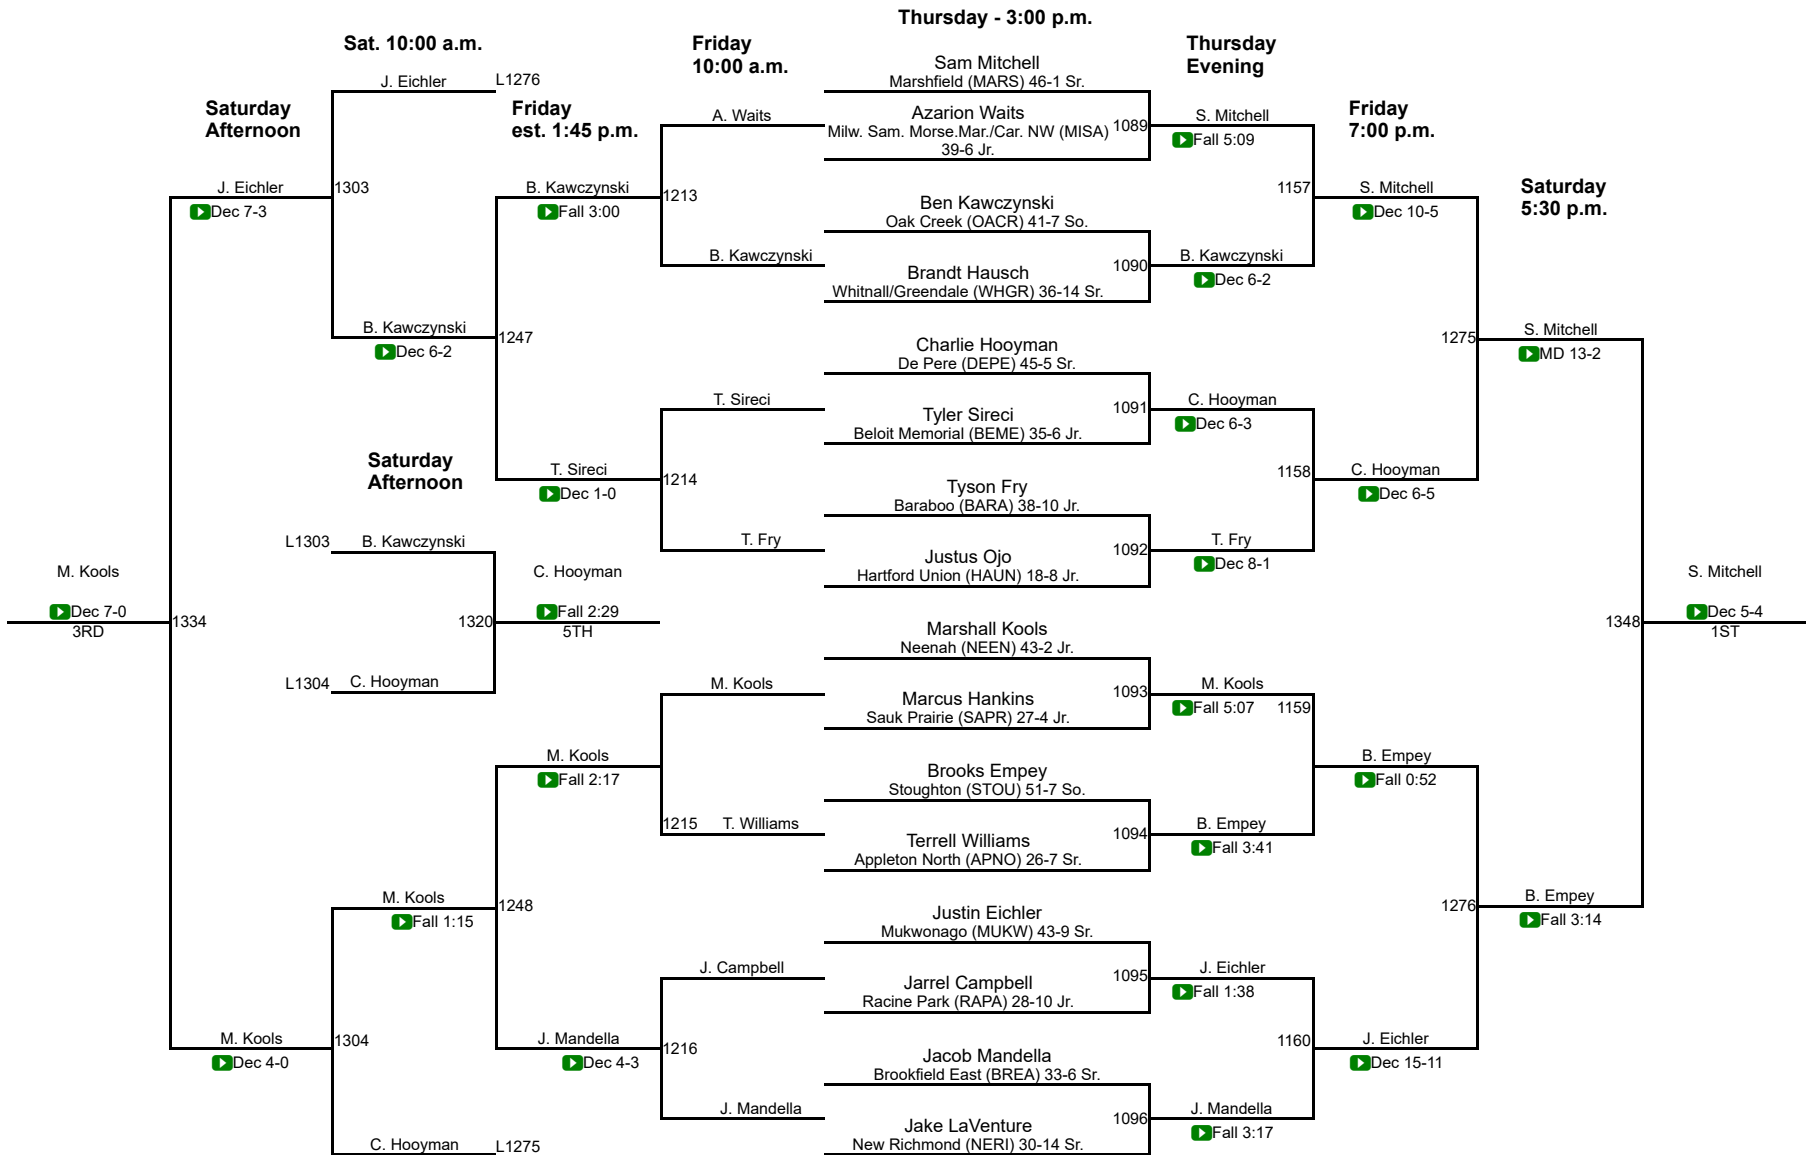 Thursday - 3:00 p.m.
Sat. 10:00 a.m.
Friday
10:00 a.m.
Thursday
Evening
Saturday
Afternoon
Friday
est. 1:45 p.m.
Friday
7:00 p.m.
Saturday
5:30 p.m.
Saturday
Afternoon
M. Kools
Dec 7-0
3RD
1334
J. Eichler
Dec 7-3
M. Kools
Dec 4-0
J. Eichler
L1276
1303
B. Kawczynski
Dec 6-2
L1303
B. Kawczynski
1320
L1304
C. Hooyman
C. Hooyman
Fall 2:29
5TH
M. Kools
Fall 1:15
1304
C. Hooyman
L1275
B. Kawczynski
Fall 3:00
1247
T. Sireci
Dec 1-0
M. Kools
Fall 2:17
1248
J. Mandella
Dec 4-3
A. Waits
1213
B. Kawczynski
T. Sireci
1214
T. Fry
M. Kools
1215
T. Williams
J. Campbell
1216
J. Mandella
Sam Mitchell
Marshfield (MARS) 46-1 Sr.
Azarion Waits
Milw. Sam. Morse.Mar./Car. NW (MISA)
39-6 Jr.
1089
Ben Kawczynski
Oak Creek (OACR) 41-7 So.
Brandt Hausch
Whitnall/Greendale (WHGR) 36-14 Sr.
1090
Charlie Hooyman
De Pere (DEPE) 45-5 Sr.
Tyler Sireci
Beloit Memorial (BEME) 35-6 Jr.
1091
Tyson Fry
Baraboo (BARA) 38-10 Jr.
Justus Ojo
Hartford Union (HAUN) 18-8 Jr.
1092
Marshall Kools
Neenah (NEEN) 43-2 Jr.
Marcus Hankins
Sauk Prairie (SAPR) 27-4 Jr.
1093
Brooks Empey
Stoughton (STOU) 51-7 So.
Terrell Williams
Appleton North (APNO) 26-7 Sr.
1094
Justin Eichler
Mukwonago (MUKW) 43-9 Sr.
Jarrel Campbell
Racine Park (RAPA) 28-10 Jr.
1095
Jacob Mandella
Brookfield East (BREA) 33-6 Sr.
Jake LaVenture
New Richmond (NERI) 30-14 Sr.
1096
S. Mitchell
Fall 5:09
1157
B. Kawczynski
Dec 6-2
C. Hooyman
Dec 6-3
1158
T. Fry
Dec 8-1
M. Kools
Fall 5:07
1159
B. Empey
Fall 3:41
J. Eichler
Fall 1:38
1160
J. Mandella
Fall 3:17
S. Mitchell
Dec 10-5
1275
C. Hooyman
Dec 6-5
B. Empey
Fall 0:52
1276
J. Eichler
Dec 15-11
S. Mitchell
MD 13-2
1348
B. Empey
Fall 3:14
S. Mitchell
Dec 5-4
1ST